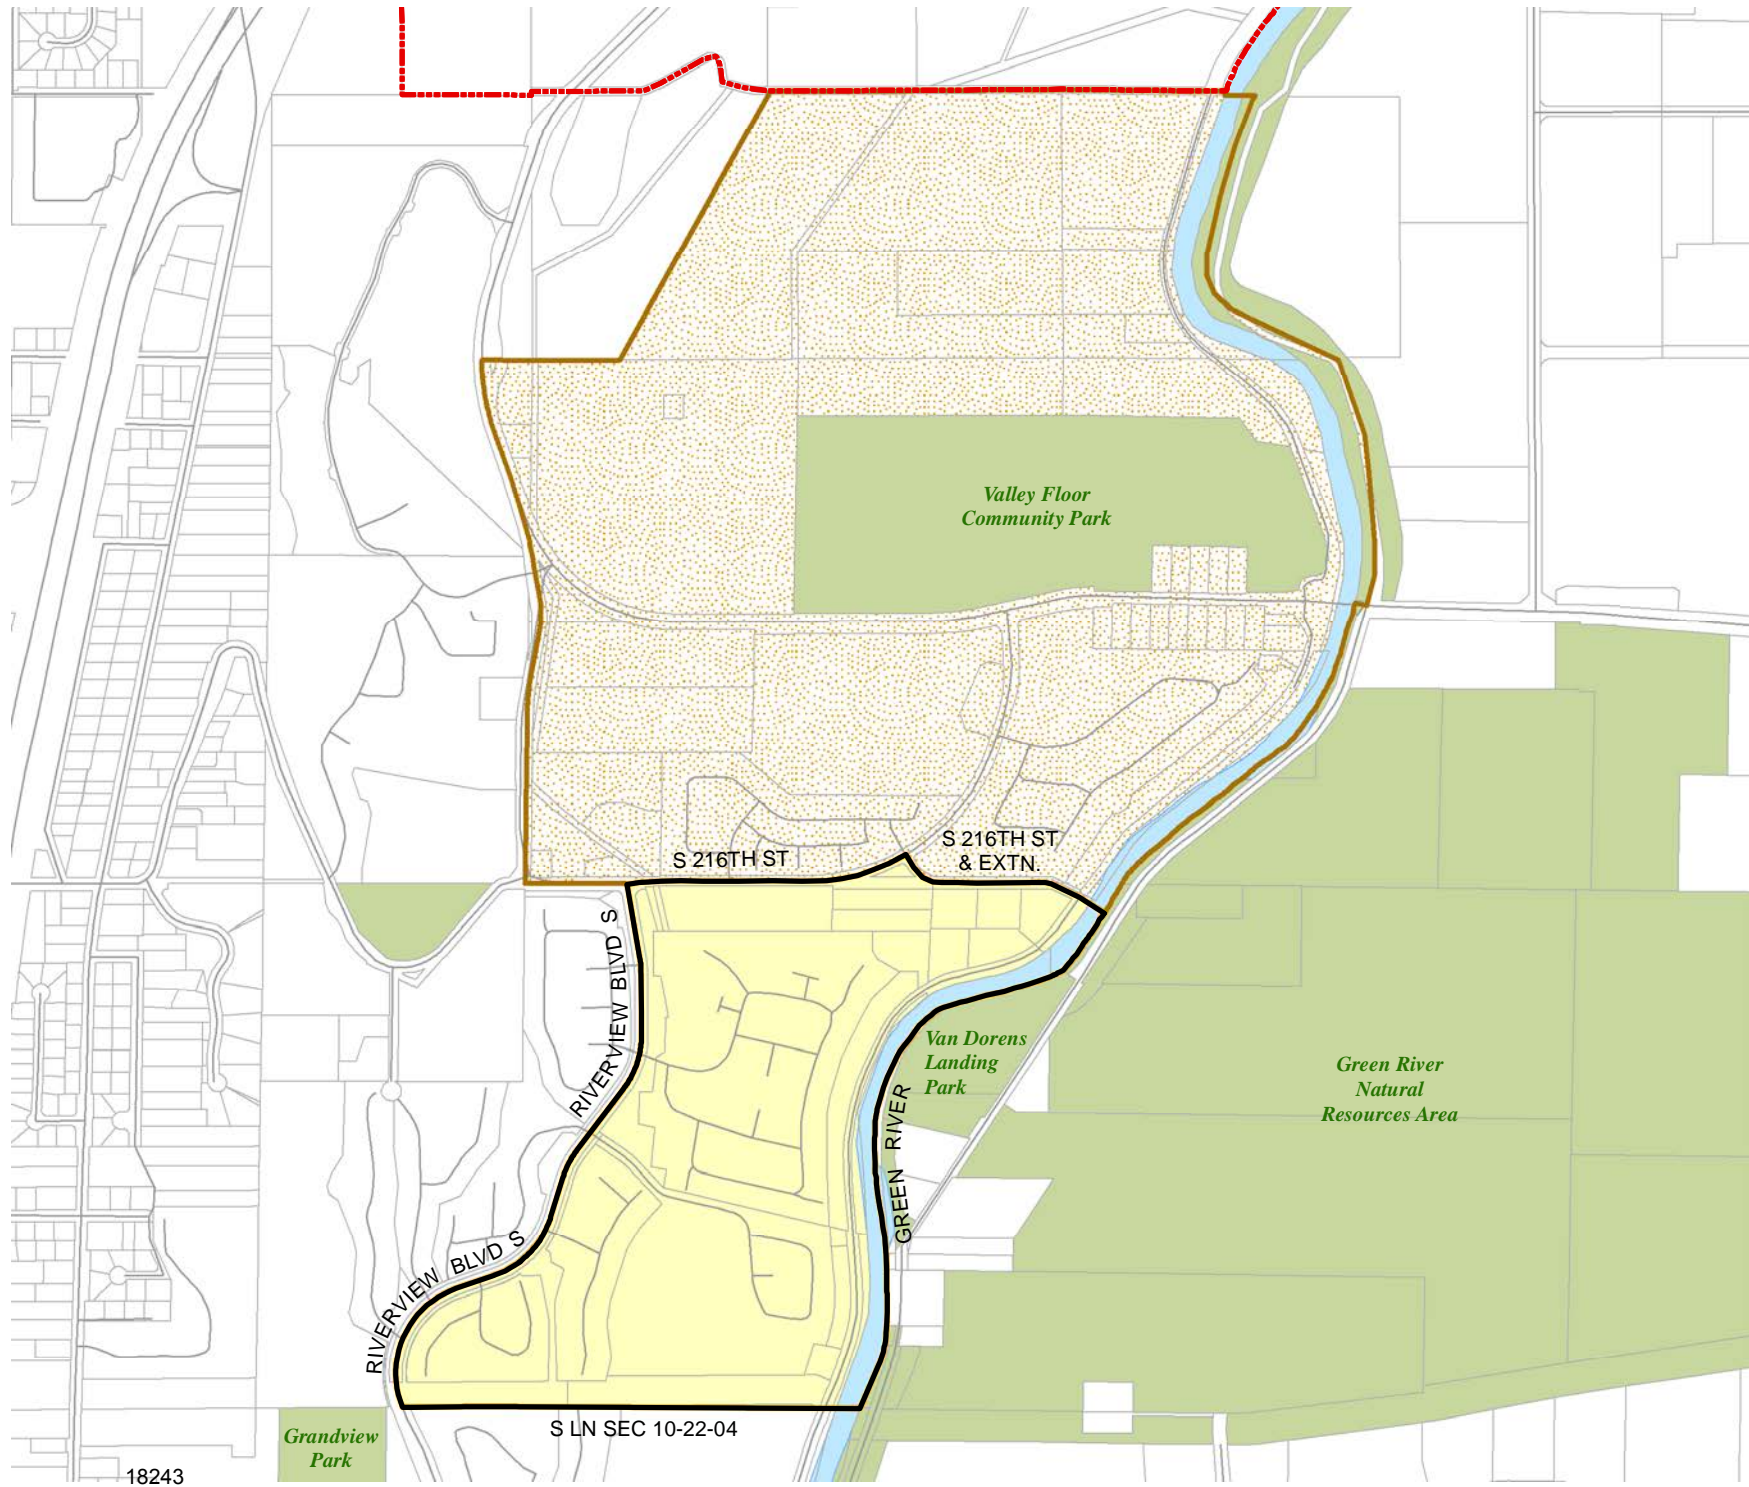 Valley Floor
Community Park
S 216TH ST
S 216TH ST
& EXTN.
RIVERVIEW BLVD S
Van Dorens
Landing
Park
GREEN RIVER
Green River
Natural
Resources Area
RIVERVIEW BLVD S
S LN SEC 10-22-04
Grandview
Park
18243